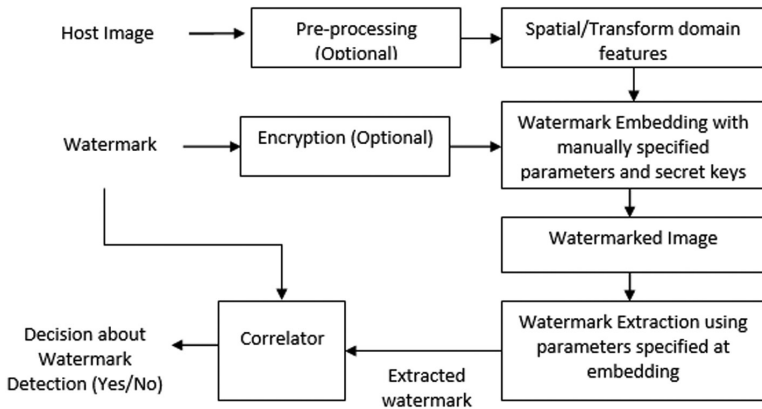 Host Image
Pre-processing
(Optional)
Spatial/Transform domain
features
Watermark
Encryption (Optional)
Watermark Embedding with
manually specified
parameters and secret keys
Watermarked Image
Watermark Extraction using
parameters specified at
embedding
Extracted
watermark
Correlator
Decision about
Watermark
Detection (Yes/No)